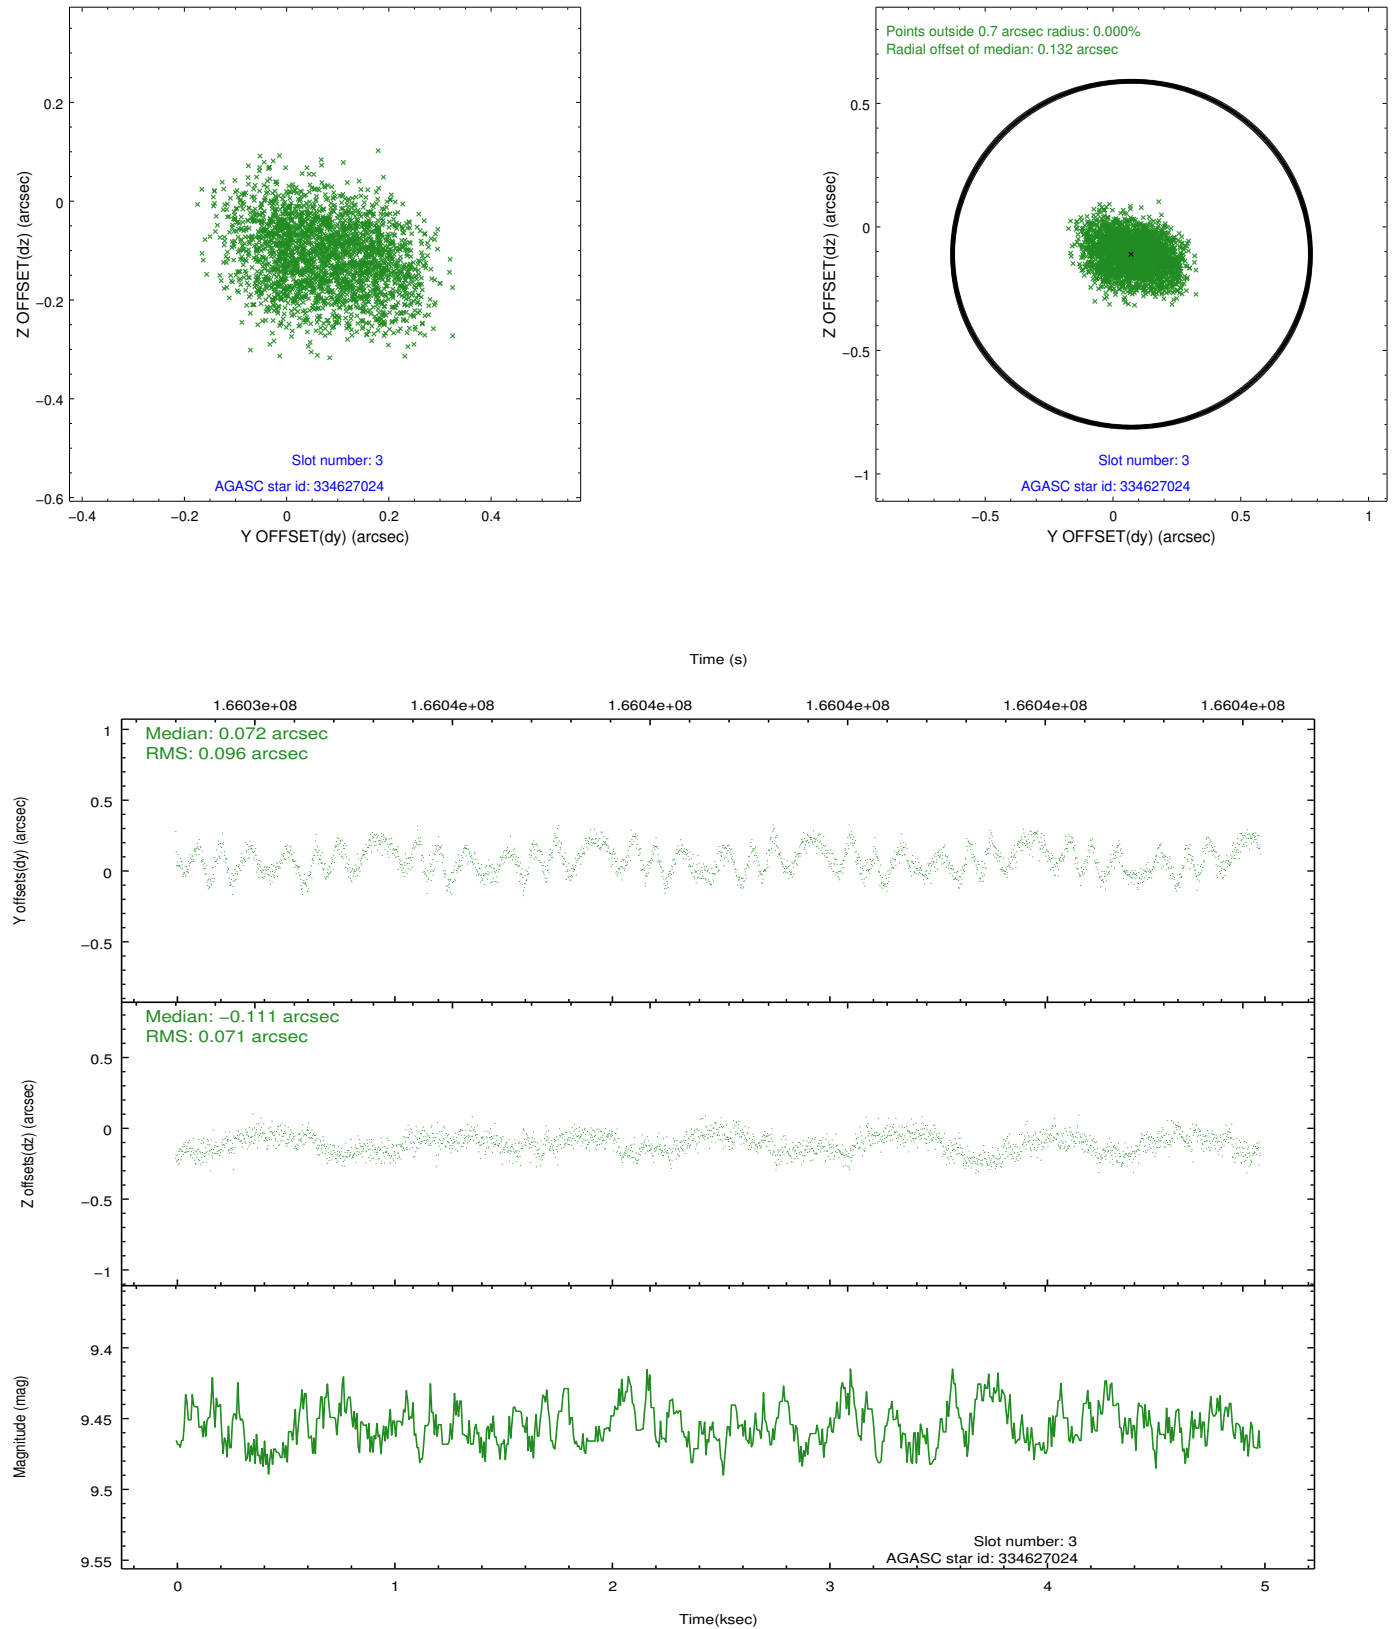 0.2
0
−0.2
−0.4
−0.6
Z OFFSET(dz) (arcsec)
Slot number: 3
AGASC star id: 334627024
−0.4 −0.2 0 0.2 0.4
Y OFFSET(dy) (arcsec)
Points outside 0.7 arcsec radius: 0.000%
Radial offset of median: 0.132 arcsec
0.5
0
−0.5
−1
Z OFFSET(dz) (arcsec)
Slot number: 3
AGASC star id: 334627024
−0.5 0 0.5 1
Y OFFSET(dy) (arcsec)
Time (s)
1.6603e+08 1.6604e+08 1.6604e+08 1.6604e+08 1.6604e+08 1.6604e+08
Median: 0.072 arcsec
RMS: 0.096 arcsec
1
0.5
0
−0.5
Y offsets(dy) (arcsec)
Median: −0.111 arcsec
RMS: 0.071 arcsec
0.5
0
−0.5
−1
Z offsets(dz) (arcsec)
9.4
9.45
9.5
9.55
Magnitude (mag)
Slot number: 3
AGASC star id: 334627024
0 1 2 3 4 5
Time(ksec)